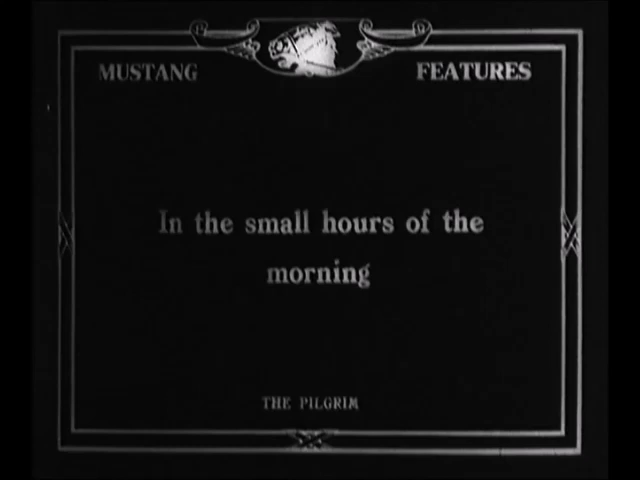 MUSTANG FEATURES
In the small hours of the
morning
THE PILGRIM